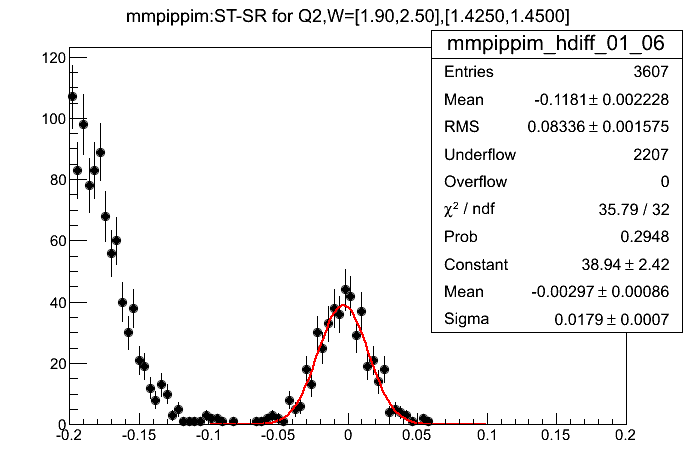 mmpippim:ST-SR for Q2,W=[1.90,2.50],[1.4250,1.4500]
mmpippim_hdiff_01_06
Entries 3607
Mean -0.1181 ± 0.002228
RMS 0.08336 ± 0.001575
Underflow 2207
Overflow 0
χ² / ndf 35.79 / 32
Prob 0.2948
Constant 38.94 ± 2.42
Mean -0.00297 ± 0.00086
Sigma 0.0179 ± 0.0007
120
100
80
60
40
20
0
-0.2 -0.15 -0.1 -0.05 0 0.05 0.1 0.15 0.2